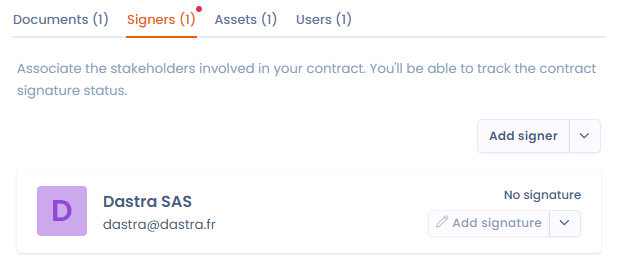 Documents (1) Signers (1) Assets (1) Users (1)
Associate the stakeholders involved in your contract. You'll be able to track the contract
signature status.
Add signer
D
Dastra SAS
dastra@dastra.fr
No signature
Add signature